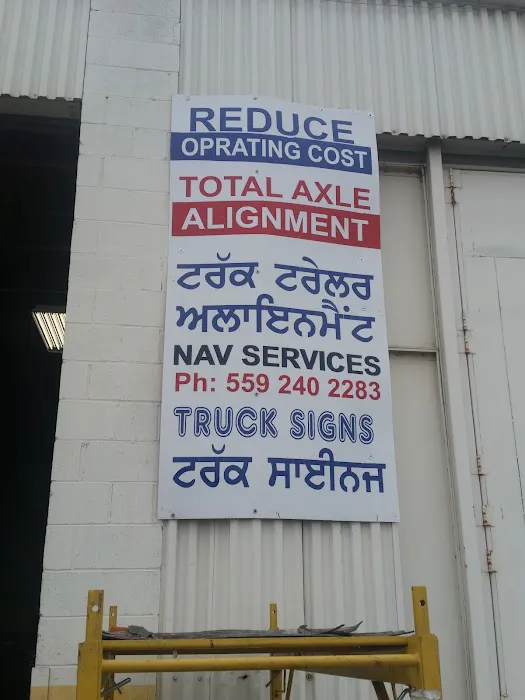 REDUCE
OPRATING COST
TOTAL AXLE
ALIGNMENT
ਟਰੱਕ ਟਰੇਲਰ
ਅਲਾਇਨਮੈਂਟ
NAV SERVICES
Ph: 559 240 2283
TRUCK SIGNS
ਟਰੱਕ ਸਾਈਨਜ